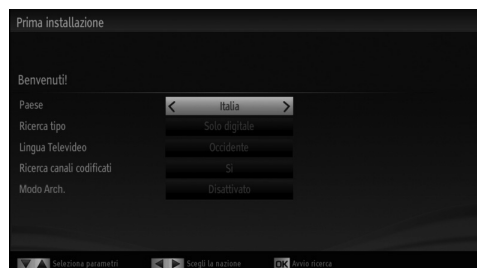 Prima installazione
Benvenuti!
Paese Italia
Ricerca tipo Solo digitale
Lingua Televideo Occidente
Ricerca canali codificati Si
Modo Arch. Disattivato
Seleziona parametri Scegli la nazione OK Avvio ricerca